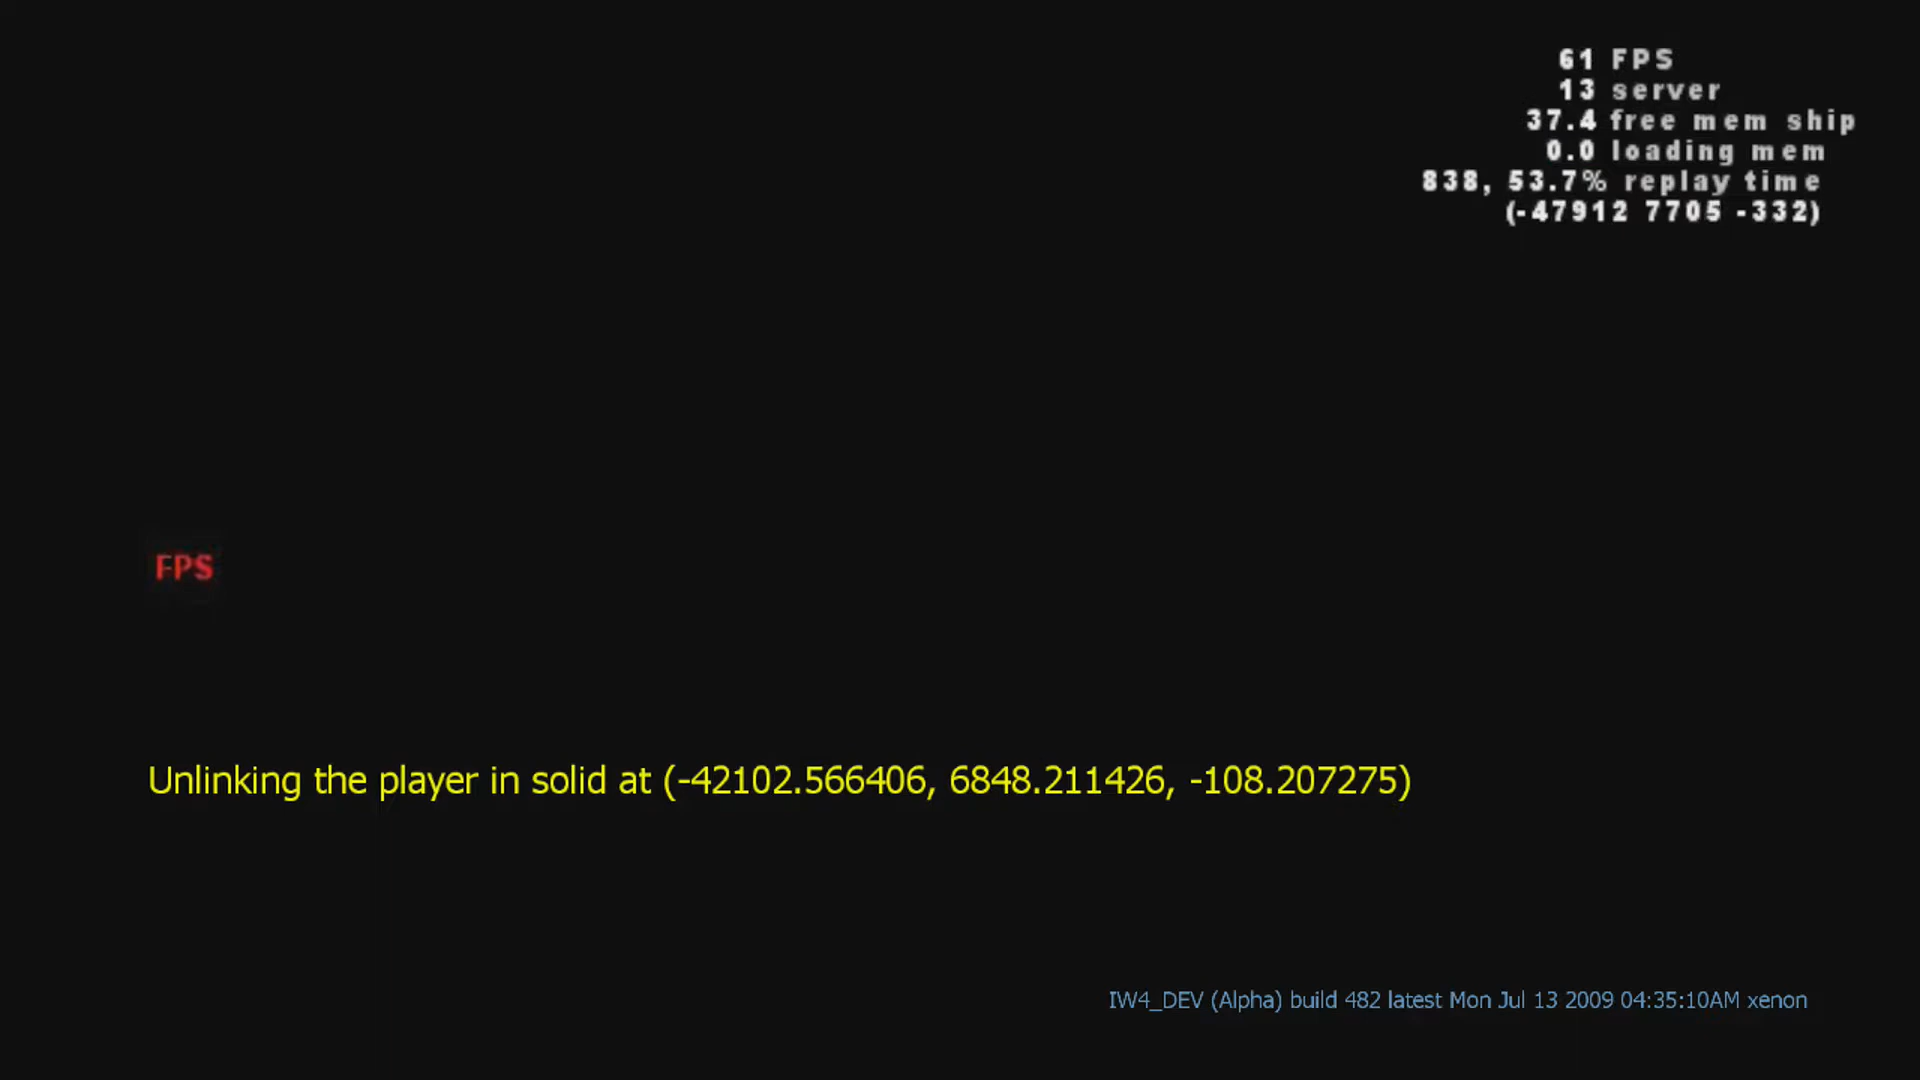 61 FPS
13 server
37.4 free mem ship
0.0 loading mem
838, 53.7% replay time
(-47912 7705 -332)
FPS
Unlinking the player in solid at (-42102.566406, 6848.211426, -108.207275)
IW4_DEV (Alpha) build 482 latest Mon Jul 13 2009 04:35:10AM xenon